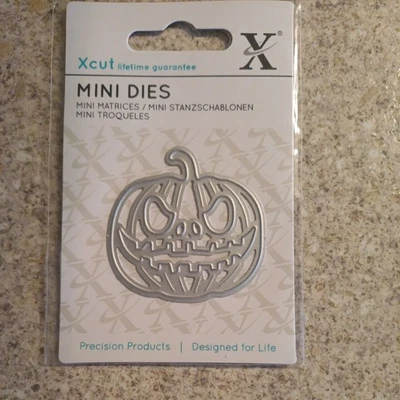 Xcut lifetime guarantee
X®
MINI DIES
MINI MATRICES / MINI STANZSCHABLONEN
MINI TROQUELES
Precision Products | Designed for Life